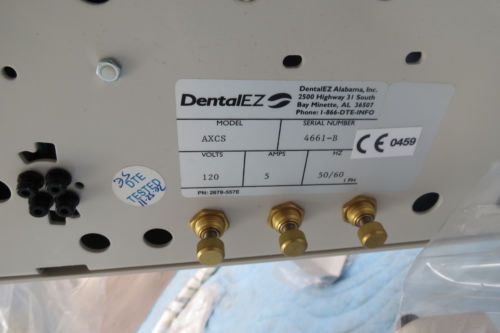 DentalEZ
DentalEZ Alabama, Inc.
2500 Highway 31 South
Bay Minette, AL 36507
Phone: 1-866-DTE-INFO
MODEL SERIAL NUMBER
AXCS 4661-B
CE 0459
VOLTS AMPS HZ
120 5 50/60
1 PH
PN: 2878-557E
DTE
TESTED